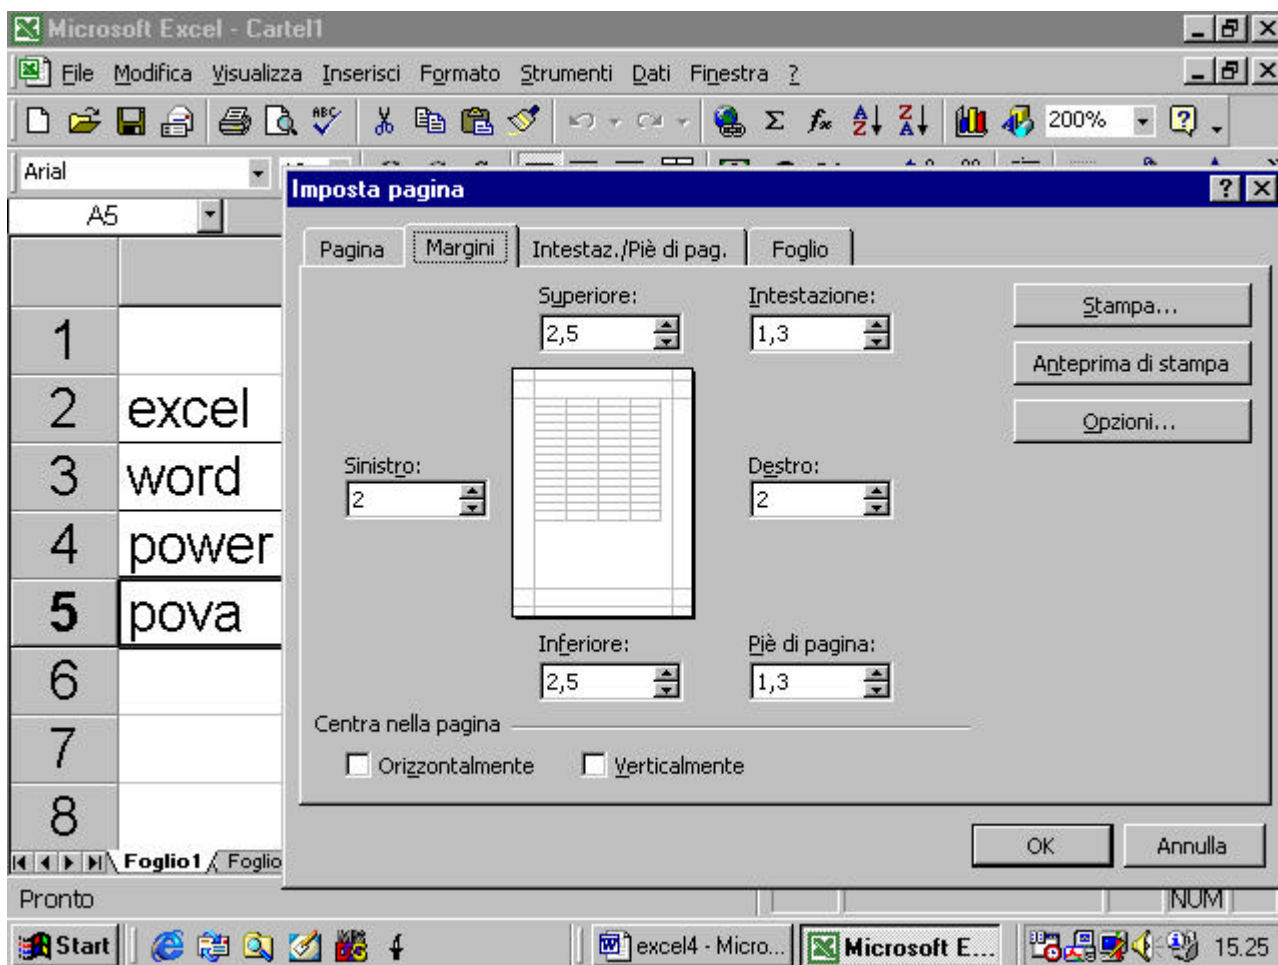 Microsoft Excel - Cartel1
File Modifica Visualizza Inserisci Formato Strumenti Dati Finestra ?
200%
Arial
A5
Imposta pagina
Pagina Margini Intestaz./Piè di pag. Foglio
Superiore: Intestazione:
2,5 1,3
Stampa...
Anteprima di stampa
Opzioni...
Sinistro: Destro:
2 2
Inferiore: Piè di pagina:
2,5 1,3
Centra nella pagina
Orizzontalmente Verticalmente
OK Annulla
1
2 excel
3 word
4 power
5 pova
6
7
8
Foglio1 Foglio
Pronto NUM
Start excel4 - Micro... Microsoft E... 15.25